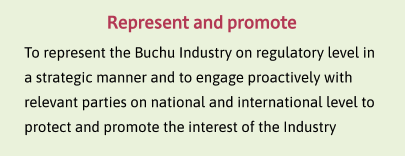 Represent and promote
To represent the Buchu Industry on regulatory level in
a strategic manner and to engage proactively with
relevant parties on national and international level to
protect and promote the interest of the Industry